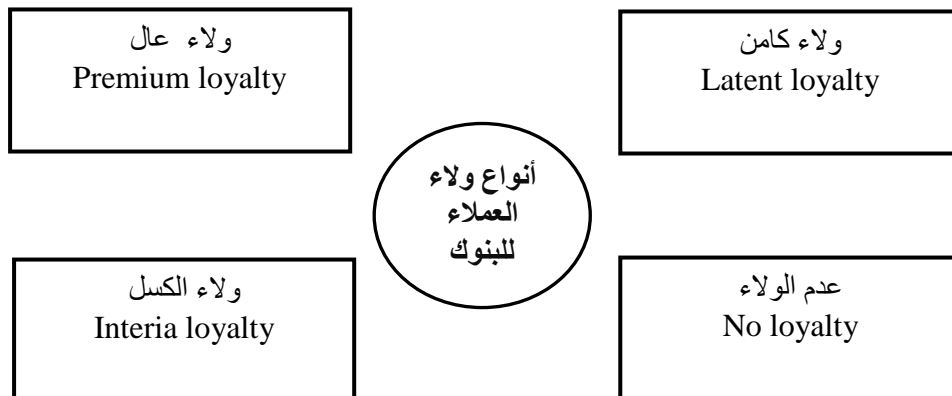 ولاء عال
Premium loyalty
ولاء كامن
Latent loyalty
أنواع ولاء
العملاء
للبنوك
ولاء الكسل
Interia loyalty
عدم الولاء
No loyalty